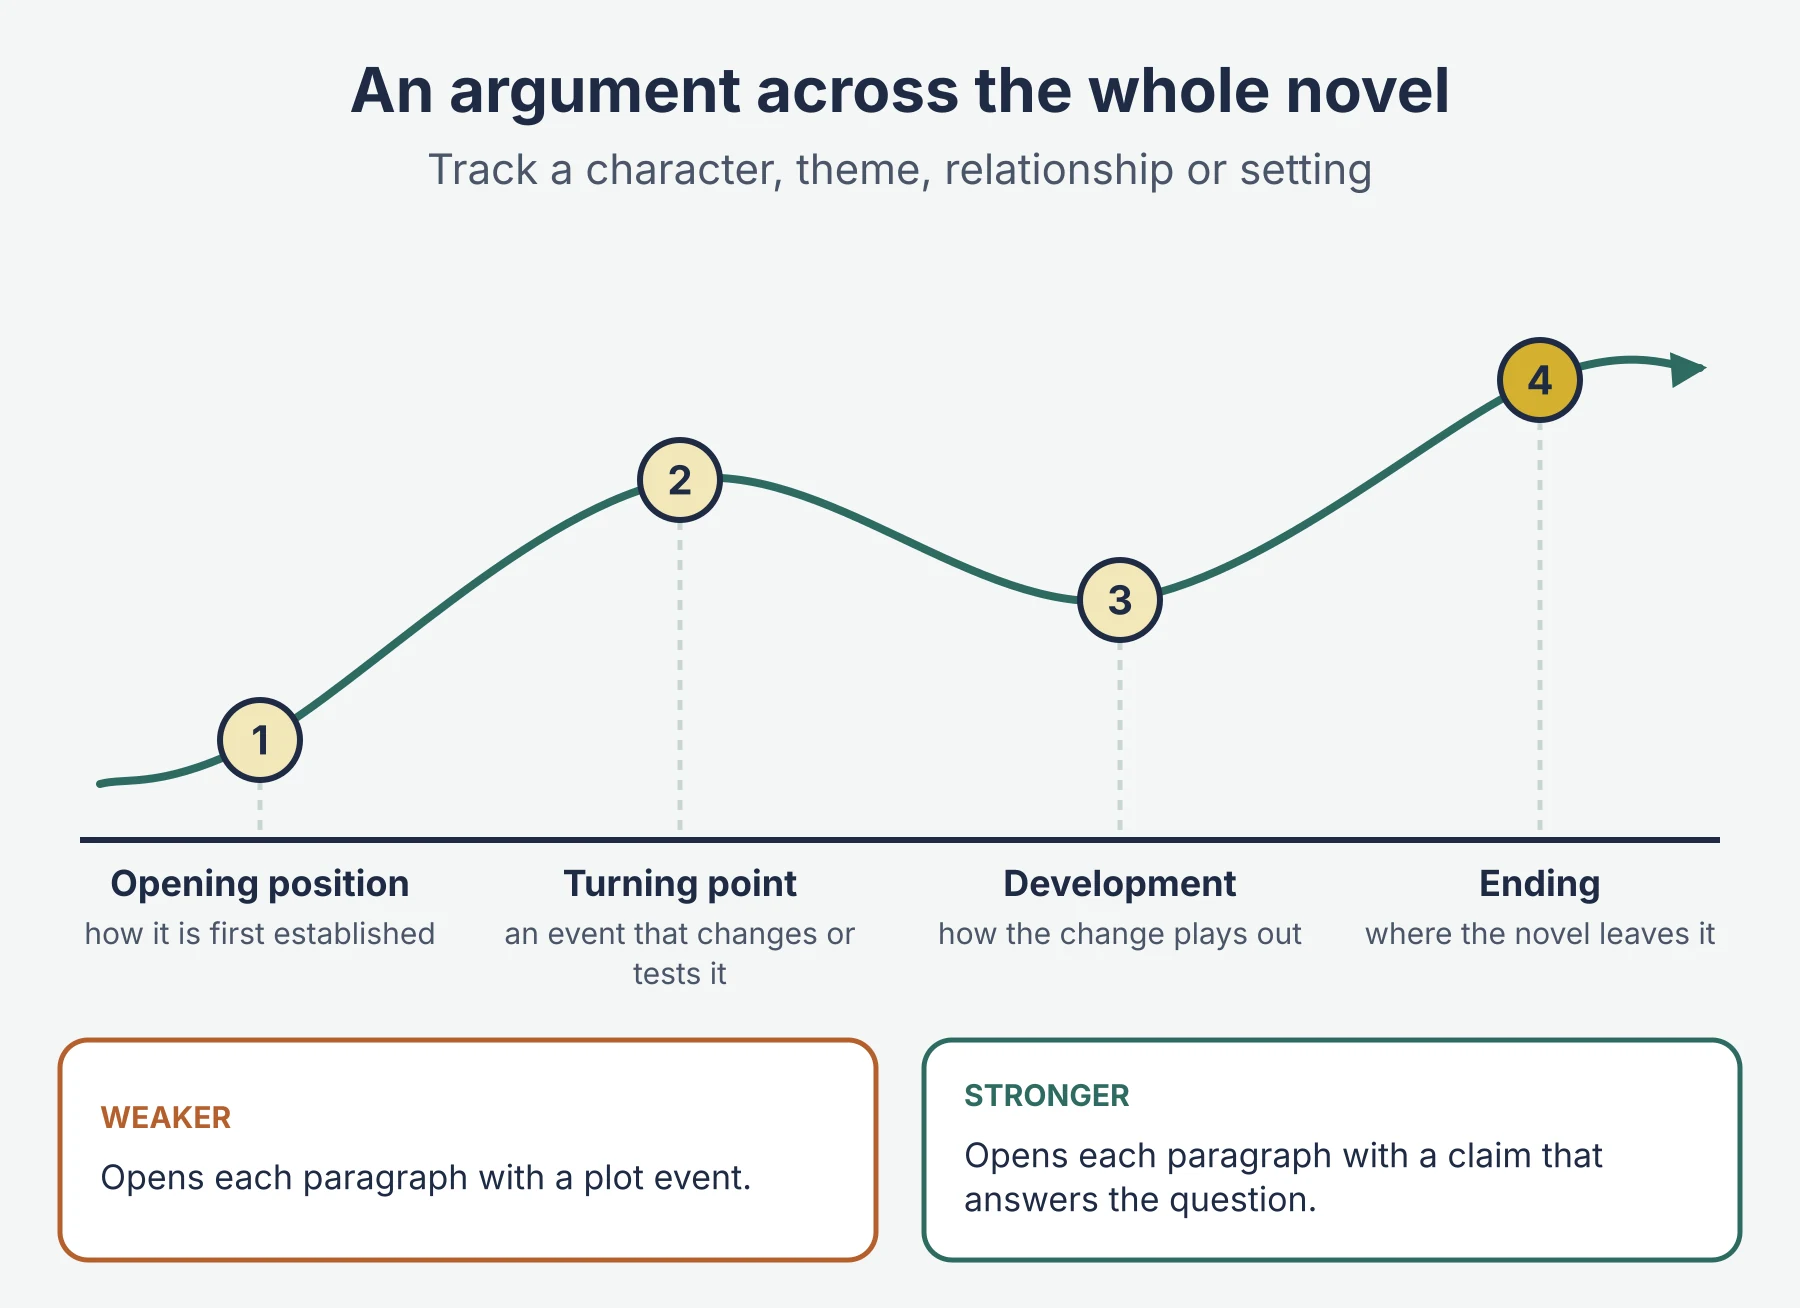 An argument across the whole novel
Track a character, theme, relationship or setting
1
2
3
4
Opening position
how it is first established
Turning point
an event that changes or
tests it
Development
how the change plays out
Ending
where the novel leaves it
WEAKER
Opens each paragraph with a plot event.
STRONGER
Opens each paragraph with a claim that
answers the question.